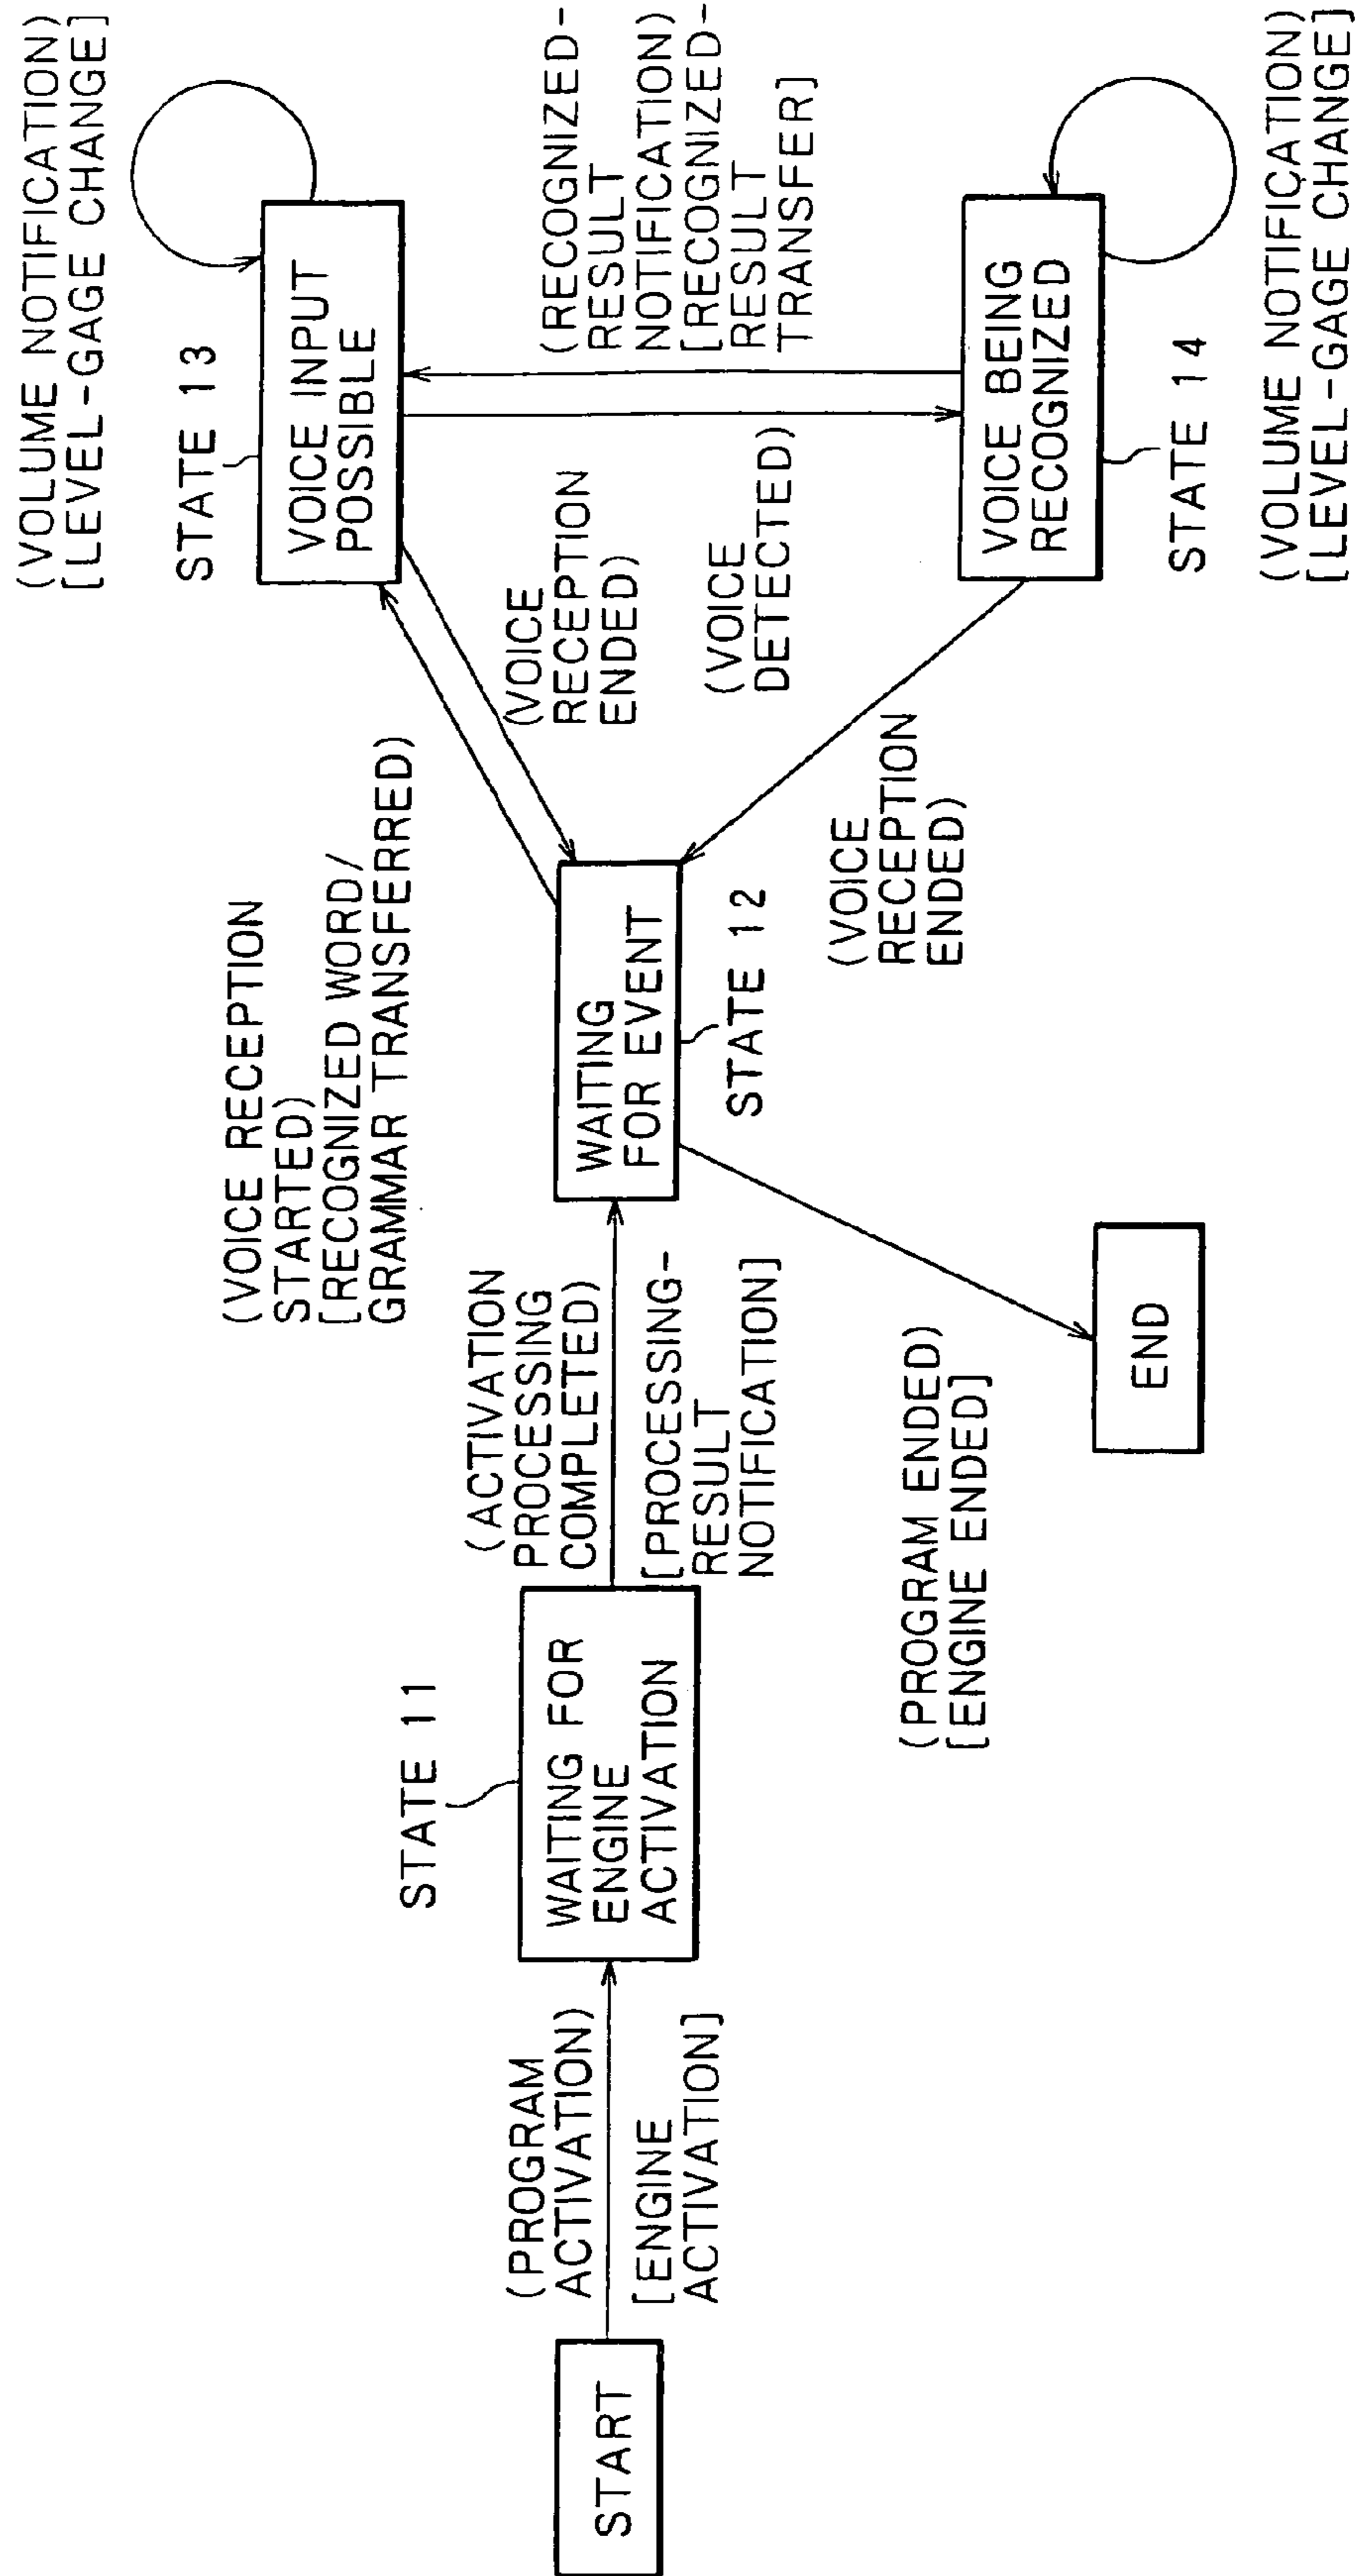 START
(PROGRAM
ACTIVATION)
[ENGINE
ACTIVATION]
STATE 11
WAITING FOR
ENGINE
ACTIVATION
(ACTIVATION
PROCESSING
COMPLETED)
[PROCESSING-
RESULT
NOTIFICATION]
WAITING
FOR EVENT
STATE 12
(PROGRAM ENDED)
[ENGINE ENDED]
END
(VOICE RECEPTION
STARTED)
[RECOGNIZED WORD/
GRAMMAR TRANSFERRED)
(VOICE
RECEPTION
ENDED)
(VOICE
RECEPTION
ENDED)
(VOICE
DETECTED)
(VOLUME NOTIFICATION)
[LEVEL-GAGE CHANGE]
STATE 13
VOICE INPUT
POSSIBLE
(RECOGNIZED-
RESULT
NOTIFICATION)
[RECOGNIZED-
RESULT
TRANSFER]
VOICE BEING
RECOGNIZED
STATE 14
(VOLUME NOTIFICATION)
[LEVEL-GAGE CHANGE]